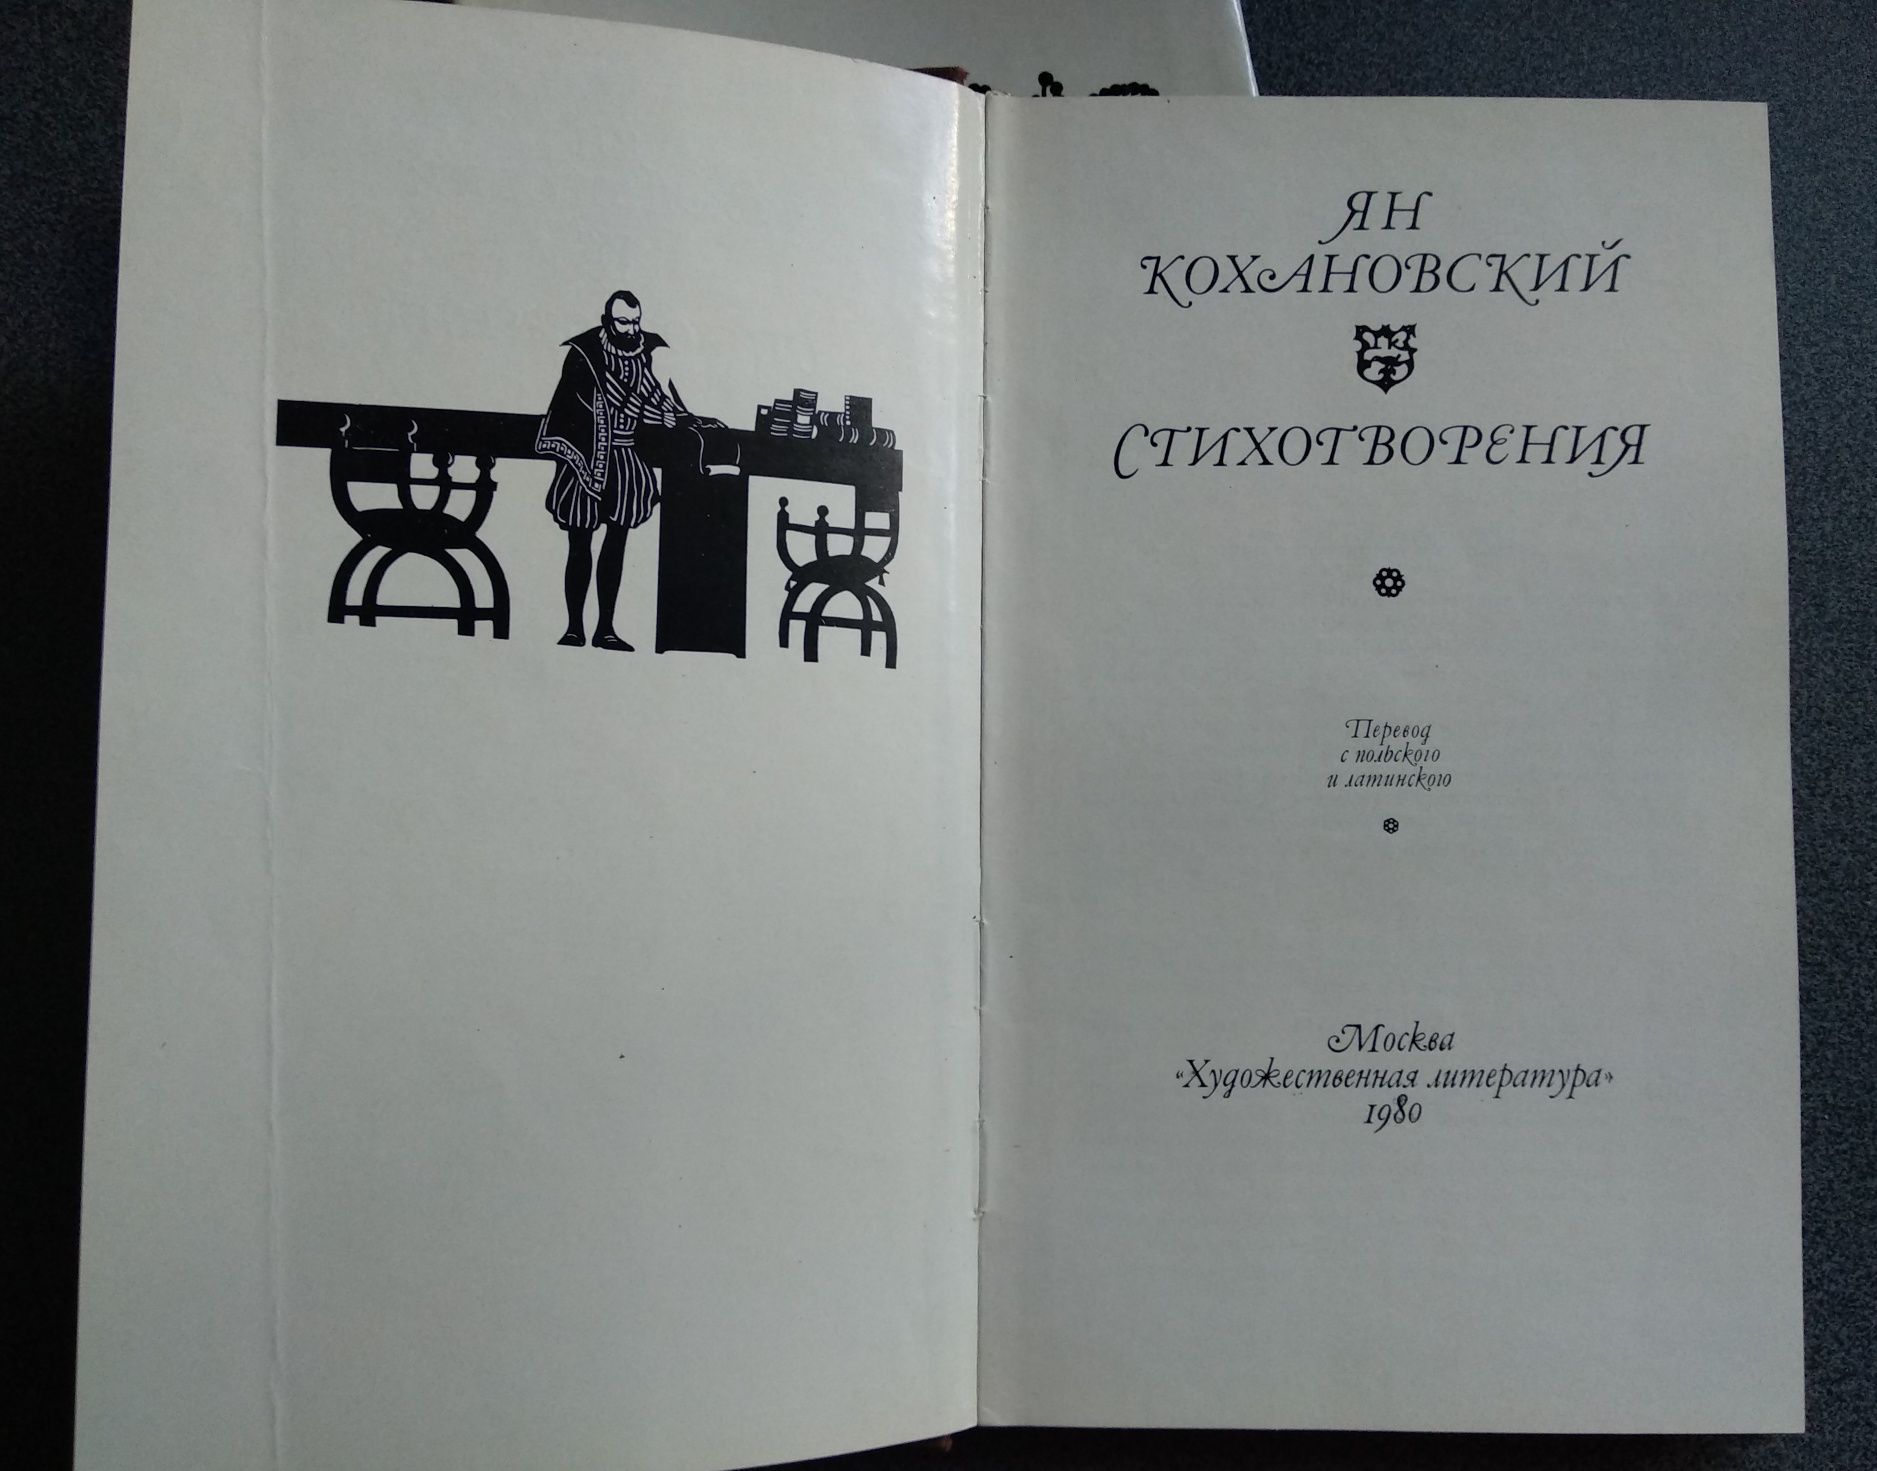 ЯН
КОХАНОВСКИЙ
СТИХОТВОРЕНИЯ
Перевод
с польского
и латинского
Москва
«Художественная литература»
1980